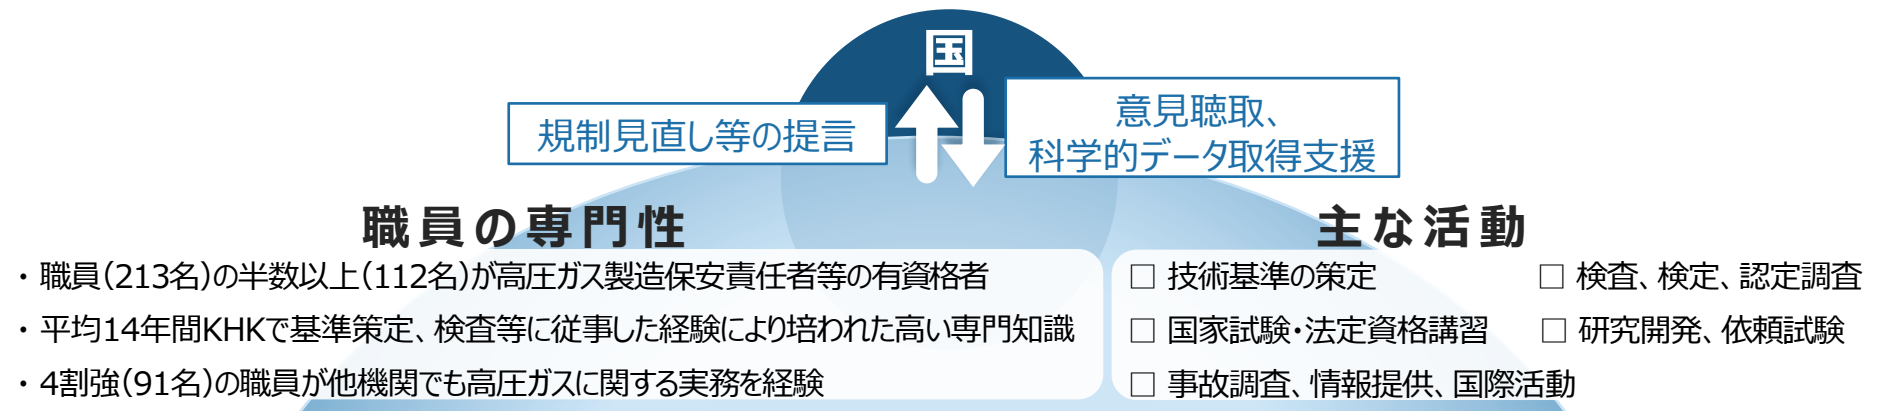 国
規制見直し等の提言
意見聴取、
科学的データ取得支援
職員の専門性
・職員(213名)の半数以上(112名)が高圧ガス製造保安責任者等の有資格者
・平均14年間KHKで基準策定、検査等に従事した経験により培われた高い専門知識
・4割強(91名)の職員が他機関でも高圧ガスに関する実務を経験
主な活動
□ 技術基準の策定
□ 検査、検定、認定調査
□ 国家試験・法定資格講習
□ 研究開発、依頼試験
□ 事故調査、情報提供、国際活動